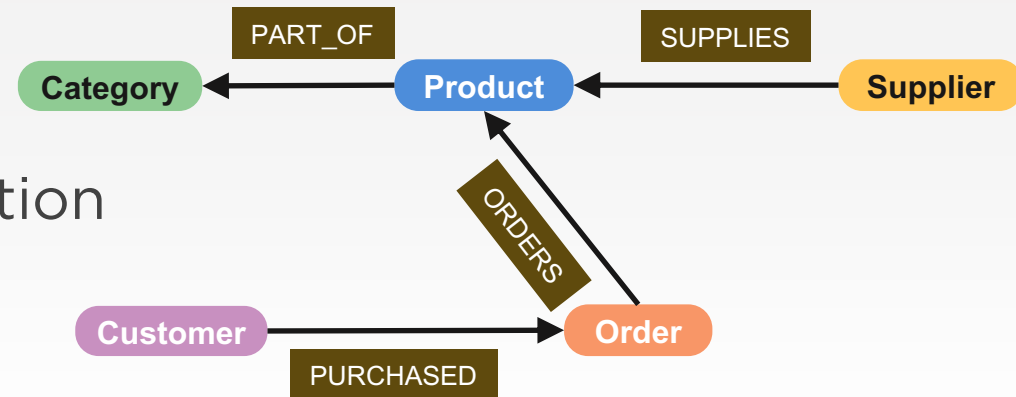 PART_OF
SUPPLIES
Category
Product
Supplier
tion
ORDERS
Customer
Order
PURCHASED